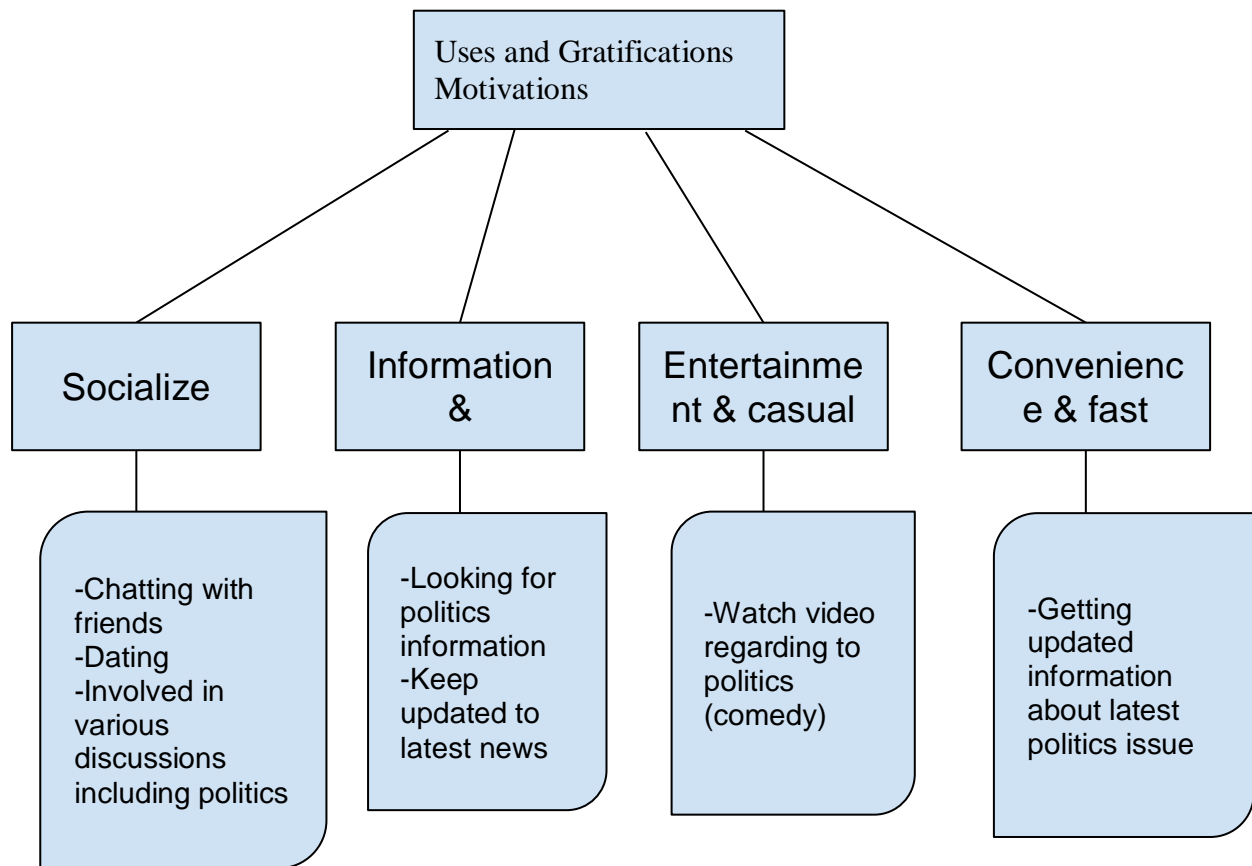 Uses and Gratifications
Motivations
Socialize
Information
&
Entertainme
nt & casual
Convenienc
e & fast
-Chatting with
friends
-Dating
-Involved in
various
discussions
including politics
-Looking for
politics
information
-Keep
updated to
latest news
-Watch video
regarding to
politics
(comedy)
-Getting
updated
information
about latest
politics issue